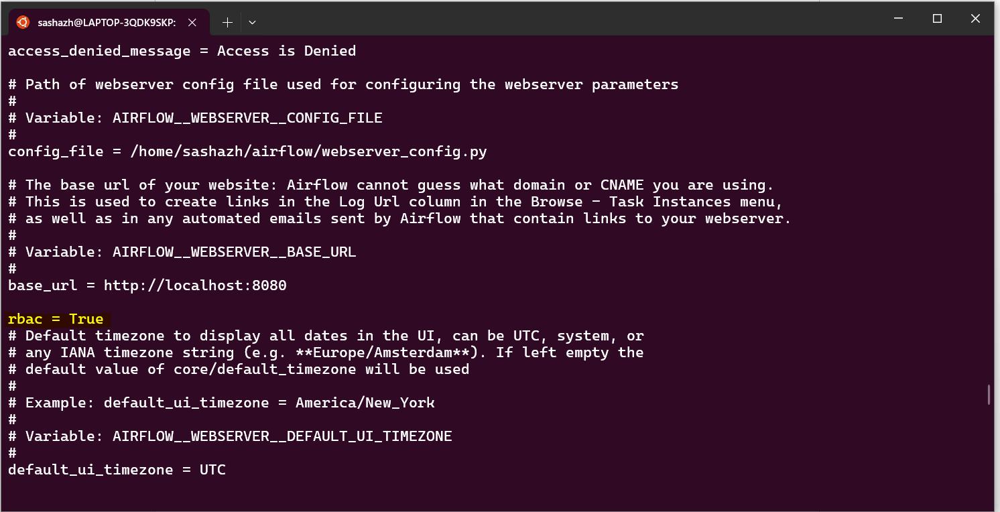 sashazh@LAPTOP-3QDK9SKP:
access_denied_message = Access is Denied
# Path of webserver config file used for configuring the webserver parameters
#
# Variable: AIRFLOW__WEBSERVER__CONFIG_FILE
#
config_file = /home/sashazh/airflow/webserver_config.py
# The base url of your website: Airflow cannot guess what domain or CNAME you are using.
# This is used to create links in the Log Url column in the Browse - Task Instances menu,
# as well as in any automated emails sent by Airflow that contain links to your webserver.
#
# Variable: AIRFLOW__WEBSERVER__BASE_URL
#
base_url = http://localhost:8080
rbac = True
# Default timezone to display all dates in the UI, can be UTC, system, or
# any IANA timezone string (e.g. **Europe/Amsterdam**). If left empty the
# default value of core/default_timezone will be used
#
# Example: default_ui_timezone = America/New_York
#
# Variable: AIRFLOW__WEBSERVER__DEFAULT_UI_TIMEZONE
#
default_ui_timezone = UTC